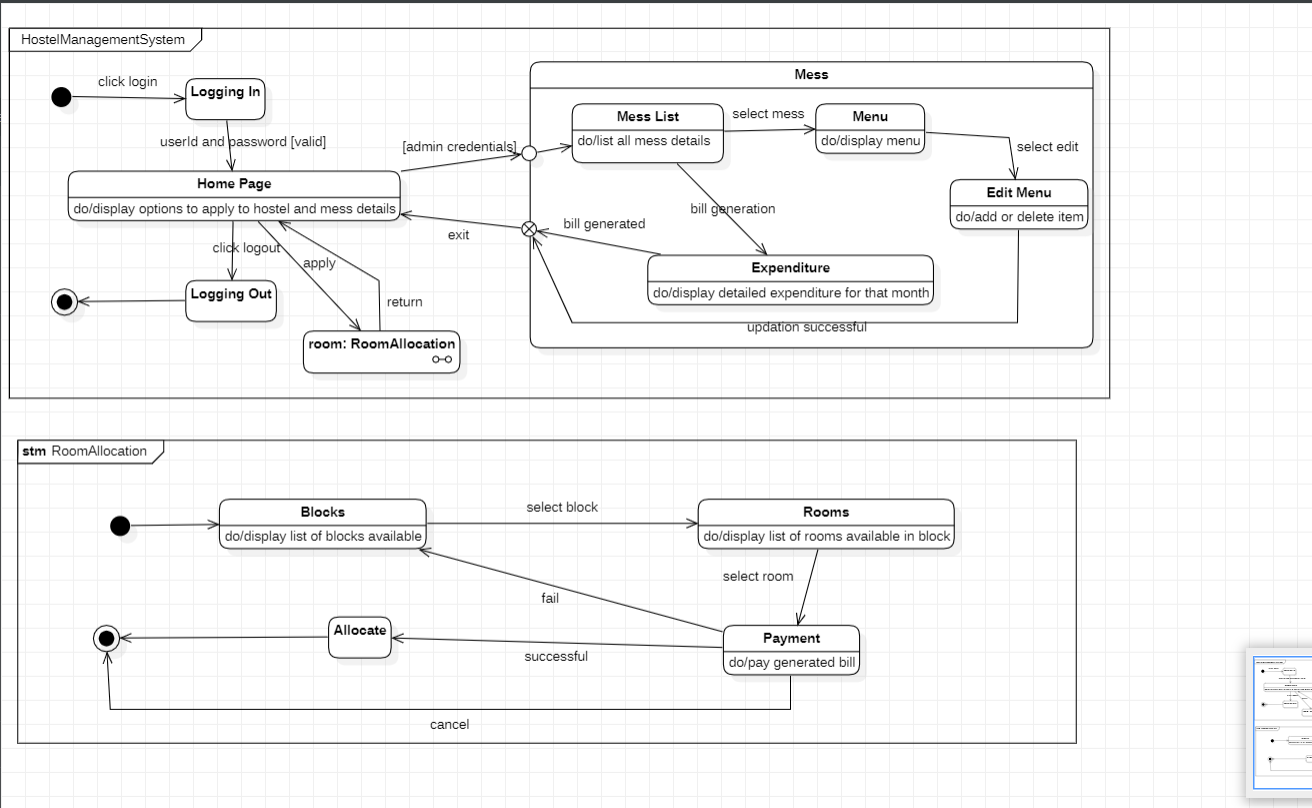 HostelManagementSystem
click login
Logging In
userId and password [valid]
Home Page
do/display options to apply to hostel and mess details
click logout
Logging Out
apply
return
room: RoomAllocation
[admin credentials]
exit
Mess
Mess List
do/list all mess details
select mess
Menu
do/display menu
select edit
Edit Menu
do/add or delete item
bill generation
bill generated
Expenditure
do/display detailed expenditure for that month
updation successful
stm RoomAllocation
Blocks
do/display list of blocks available
select block
Rooms
do/display list of rooms available in block
select room
fail
Allocate
successful
Payment
do/pay generated bill
cancel